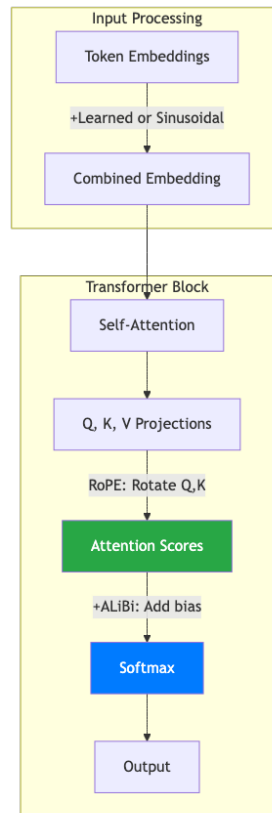 Input Processing
Token Embeddings
+Learned or Sinusoidal
Combined Embedding
Transformer Block
Self-Attention
Q, K, V Projections
RoPE: Rotate Q,K
Attention Scores
+ALiBi: Add bias
Softmax
Output